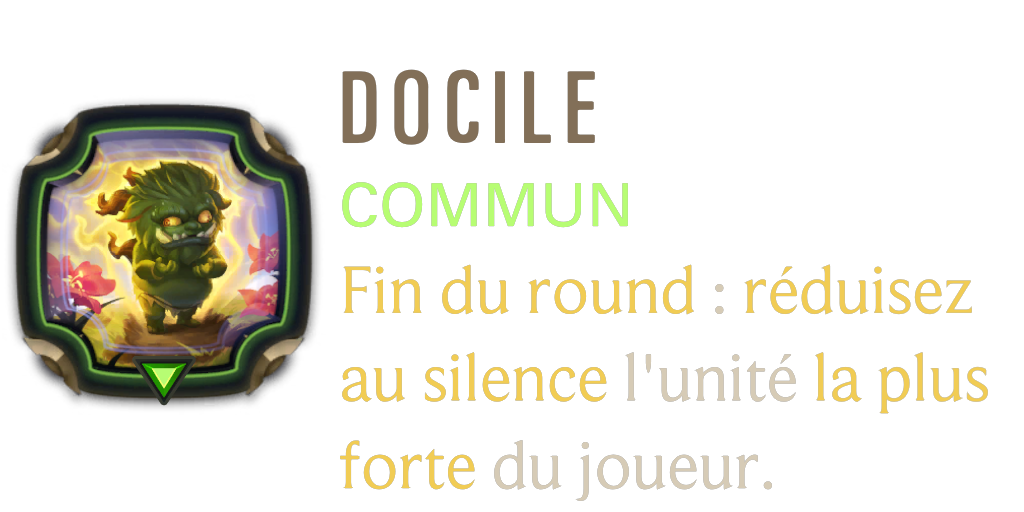 DOCILE
COMMUN
Fin du round : réduisez
au silence l'unité la plus
forte du joueur.